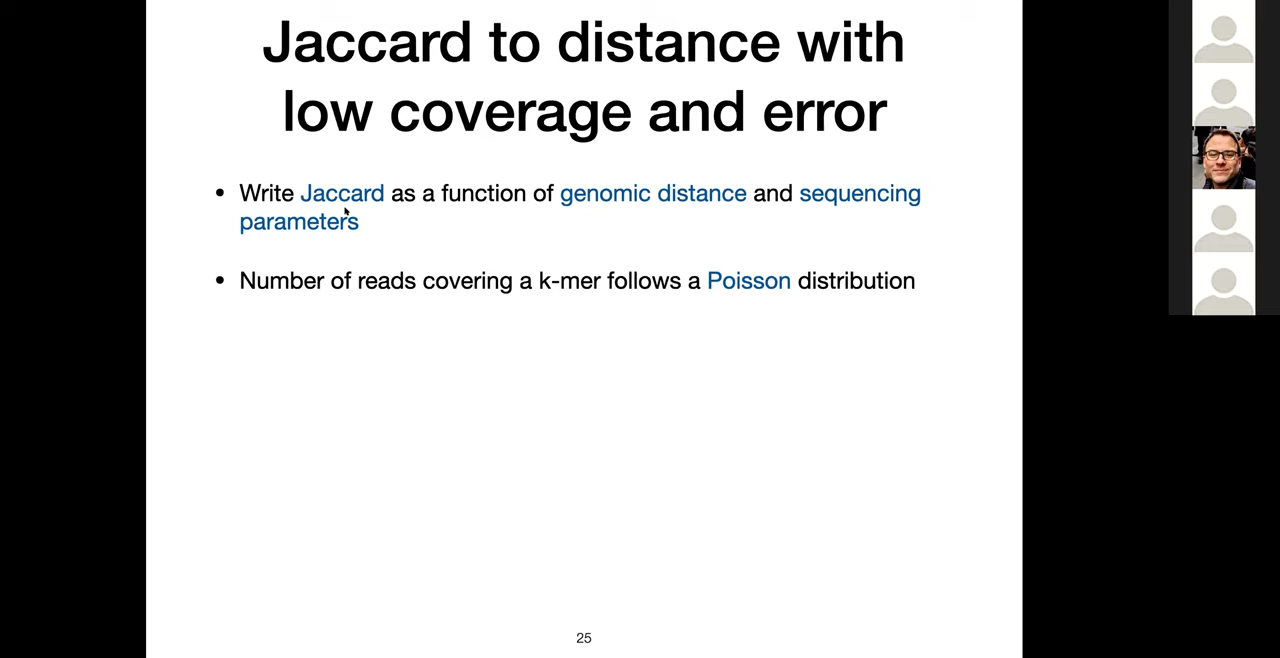 Jaccard to distance with
low coverage and error
• Write Jaccard as a function of genomic distance and sequencing
parameters
• Number of reads covering a k-mer follows a Poisson distribution
25